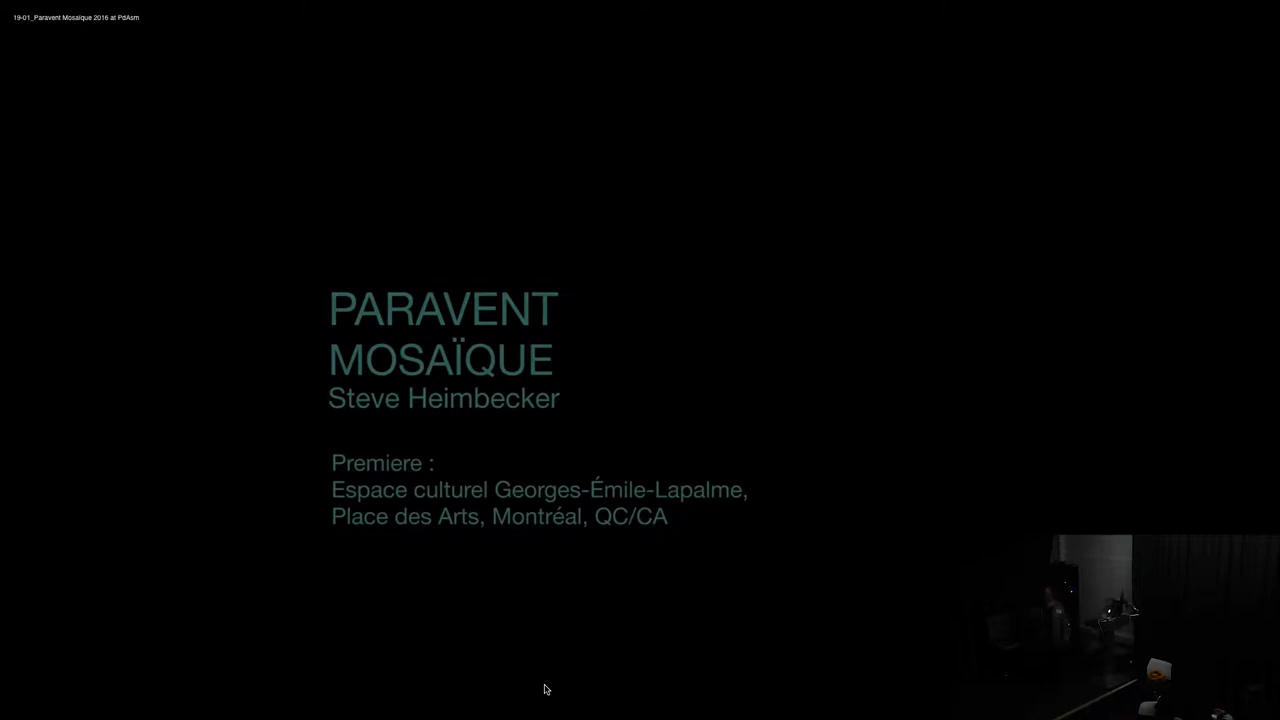 19-01_Paravent Mosaïque 2016 at PdAsm
PARAVENT
MOSAÏQUE
Steve Heimbecker
Premiere :
Espace culturel Georges-Émile-Lapalme,
Place des Arts, Montréal, QC/CA